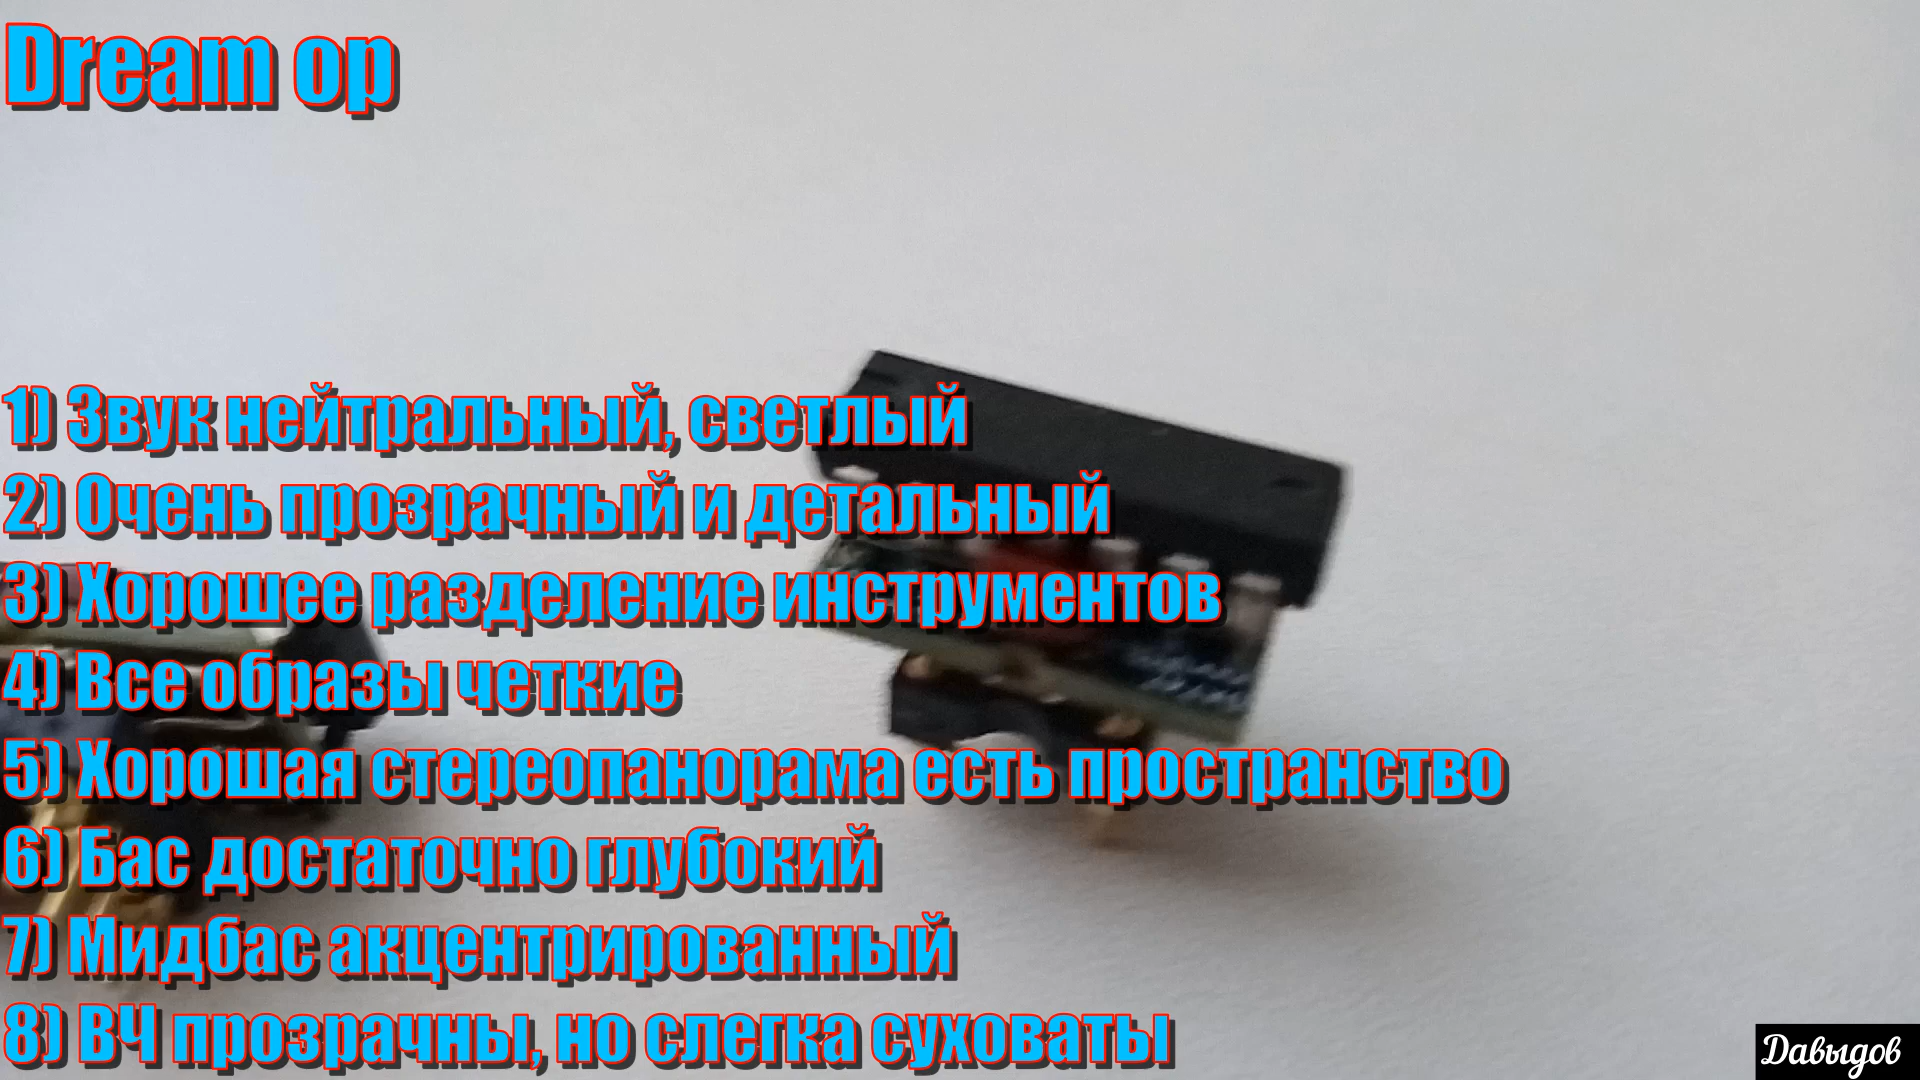 Dream op
1) Звук нейтральный, светлый
2) Очень прозрачный и детальный
3) Хорошее разделение инструментов
4) Все образы четкие
5) Хорошая стереопанорама есть пространство
6) Бас достаточно глубокий
7) Мидбас акцентрированный
8) ВЧ прозрачны, но слегка суховаты
Давыдов